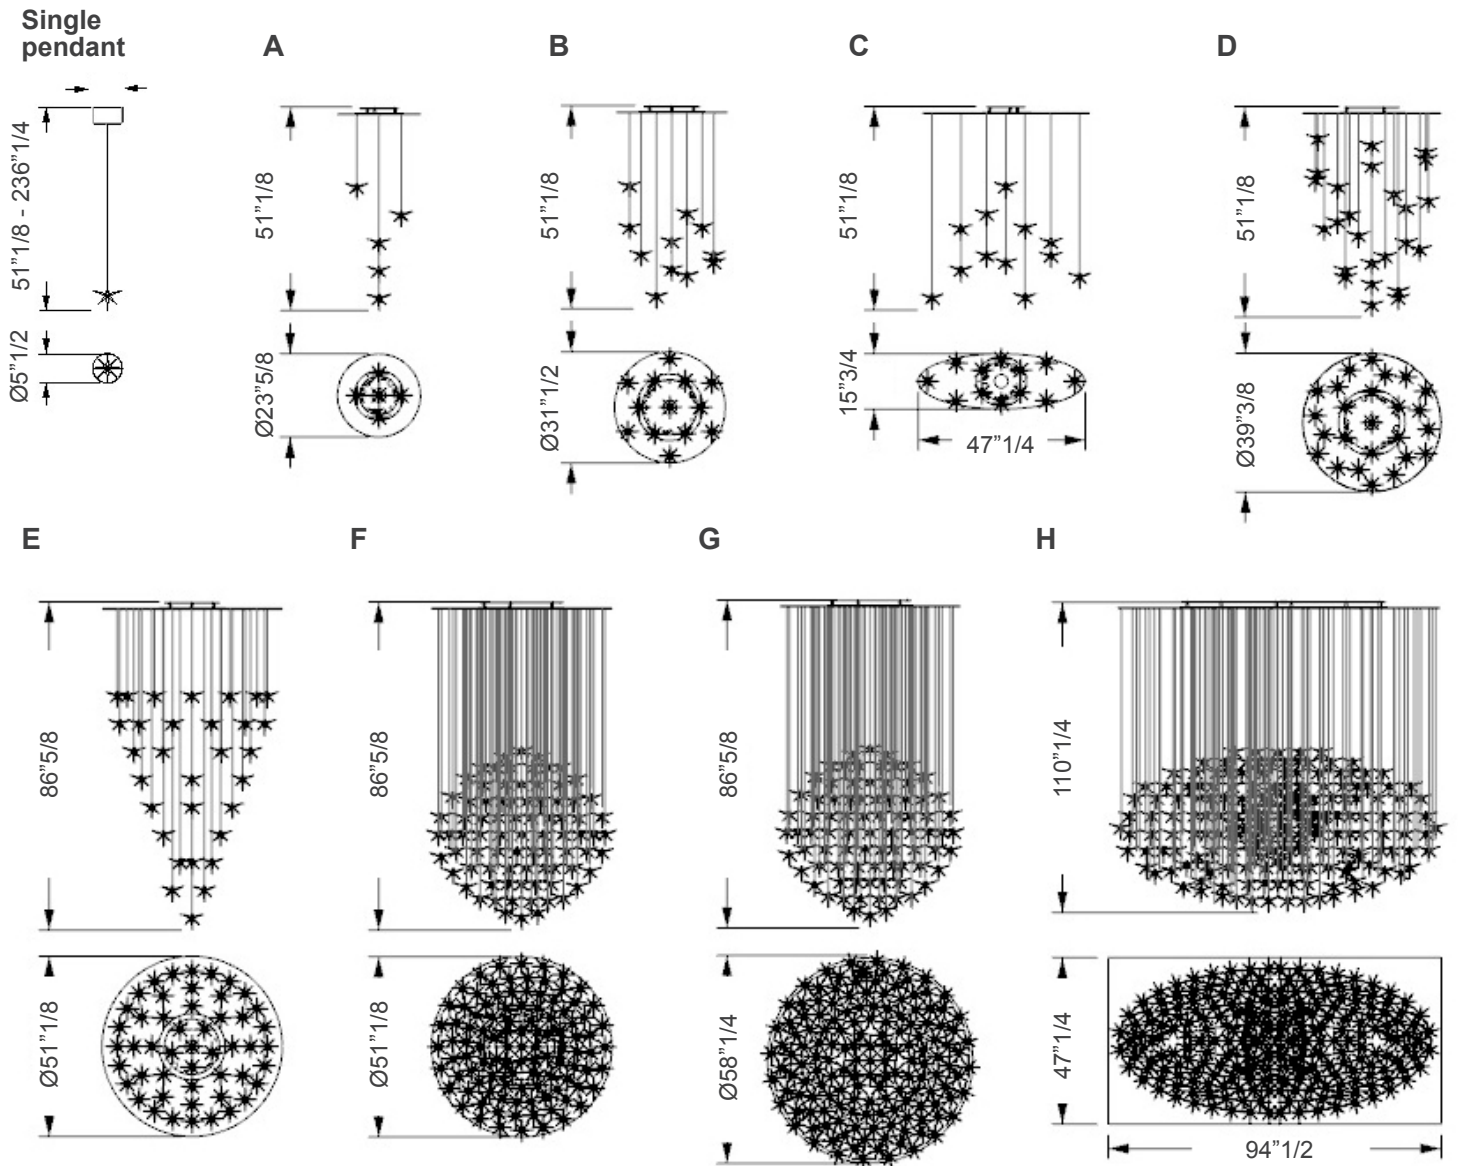 Single
pendant
A
B
C
D
51”1/8 - 236”1/4
Ø5”1/2
51”1/8
Ø23”5/8
51”1/8
Ø31”1/2
51”1/8
15”3/4
47”1/4
51”1/8
Ø39”3/8
E
F
G
H
86”5/8
Ø51”1/8
86”5/8
Ø51”1/8
86”5/8
Ø58”1/4
110”1/4
47”1/4
94”1/2